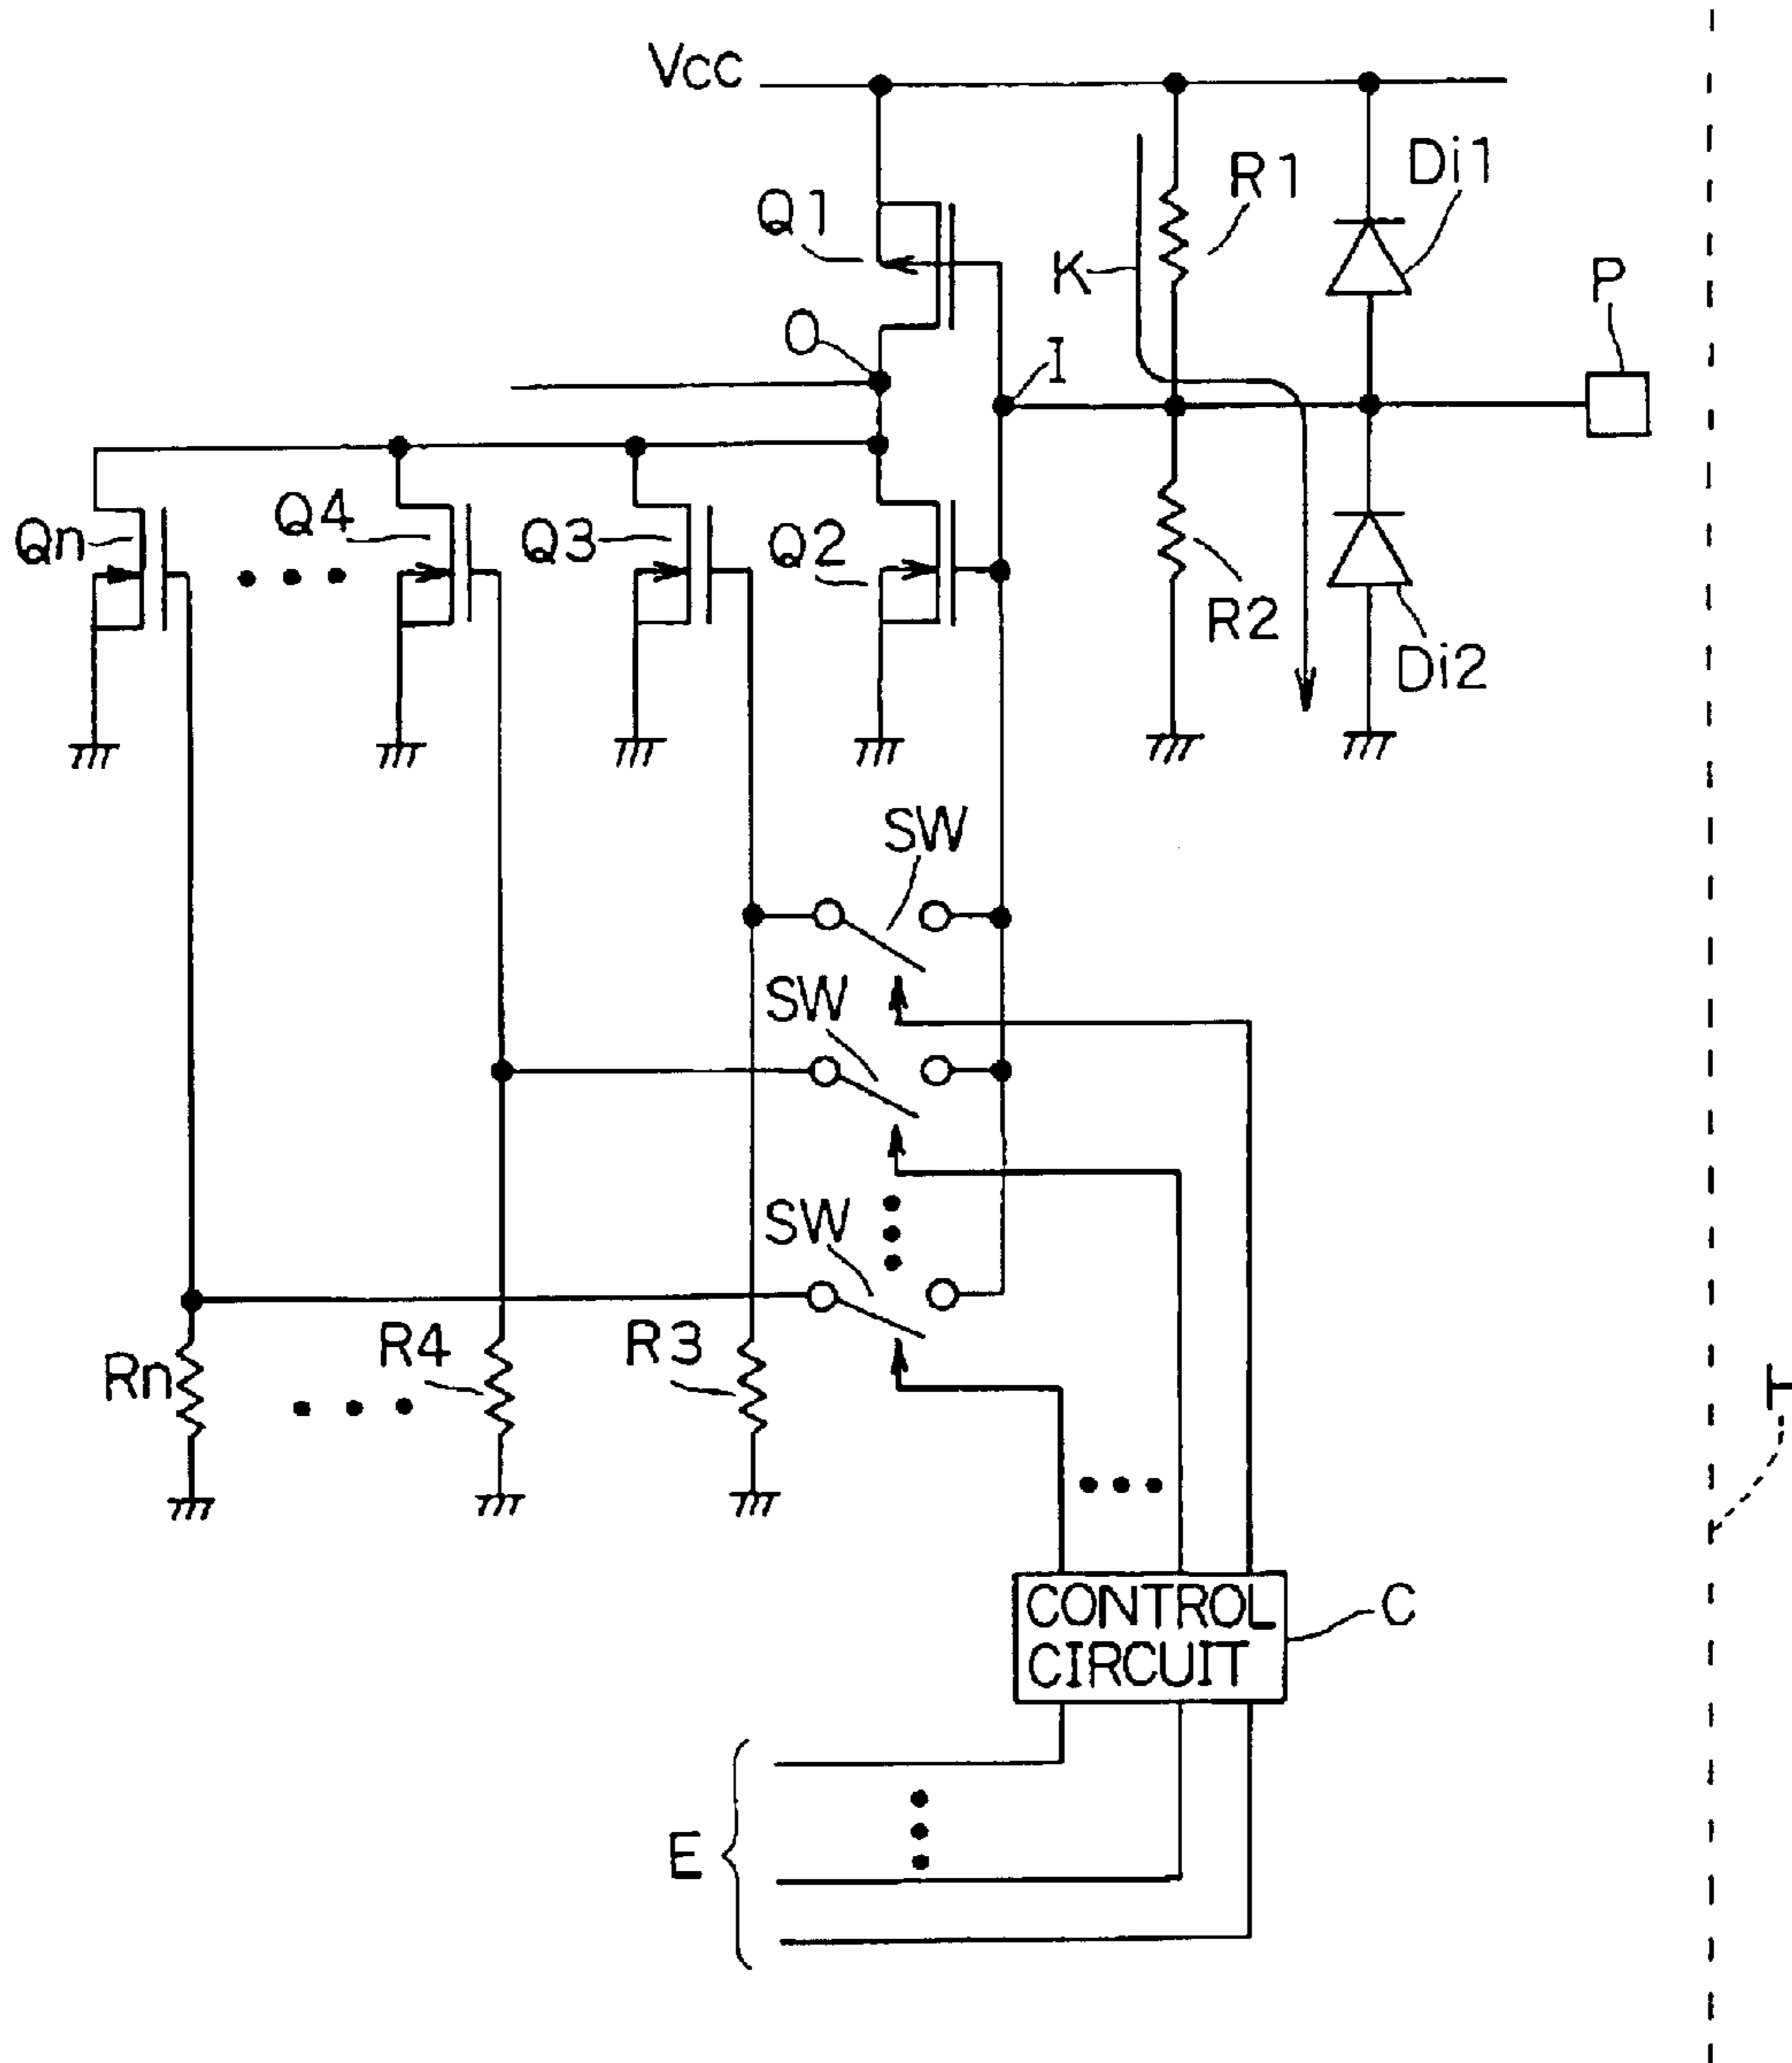 Vcc
Q1
R1
Di1
K
P
O
I
Qn
Q4
Q3
Q2
R2
Di2
SW
SW
SW
Rn
R4
R3
T
CONTROL
CIRCUIT
C
E